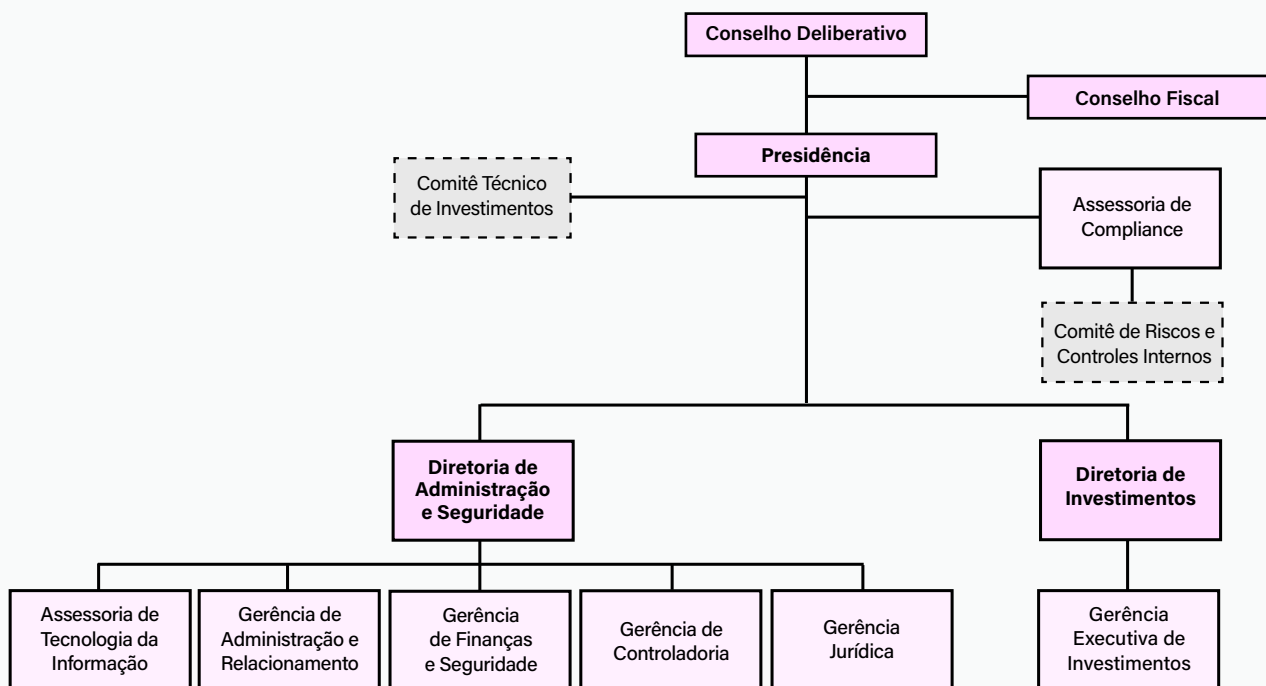 Conselho Deliberativo
Conselho Fiscal
Presidência
Comitê Técnico
de Investimentos
Assessoria de
Compliance
Comitê de Riscos e
Controles Internos
Diretoria de
Administração
e Seguridade
Diretoria de
Investimentos
Assessoria de
Tecnologia da
Informação
Gerência de
Administração e
Relacionamento
Gerência
de Finanças
e Seguridade
Gerência de
Controladoria
Gerência
Jurídica
Gerência
Executiva de
Investimentos